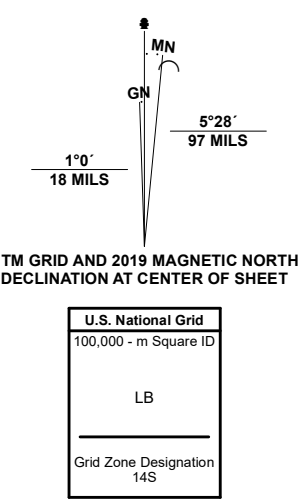 MN
GN
5°28´
97 MILS
1°0´
18 MILS
TM GRID AND 2019 MAGNETIC NORTH
DECLINATION AT CENTER OF SHEET
U.S. National Grid
100,000 - m Square ID
LB
Grid Zone Designation
14S